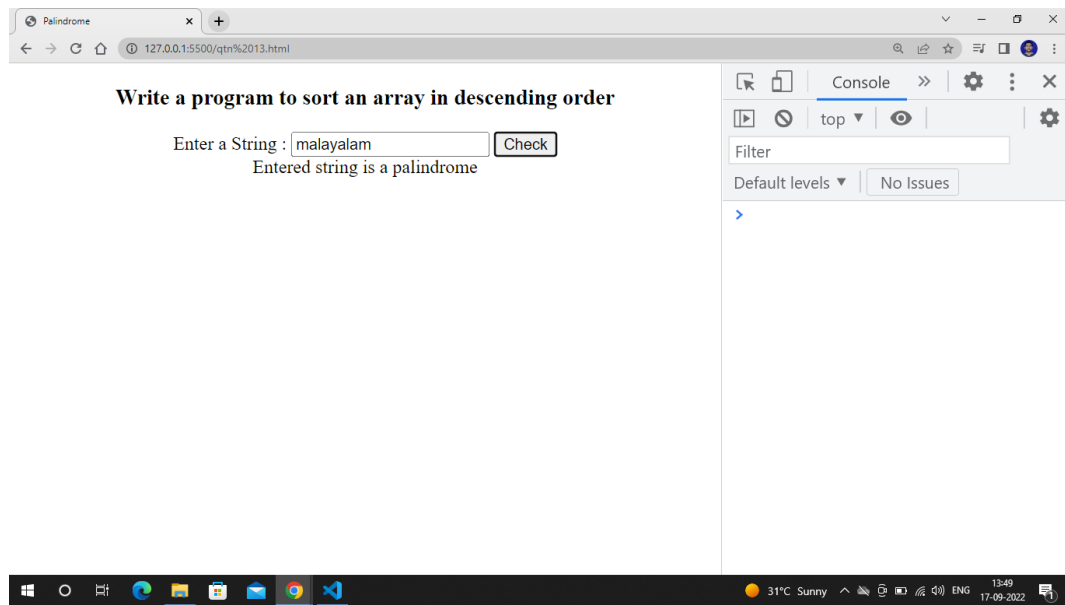 Palindrome
127.0.0.1:5500/qtn%2013.html
Write a program to sort an array in descending order
Enter a String : malayalam Check
Entered string is a palindrome
Console
top
Filter
Default levels No Issues
31°C Sunny ENG 13:49
17-09-2022
1